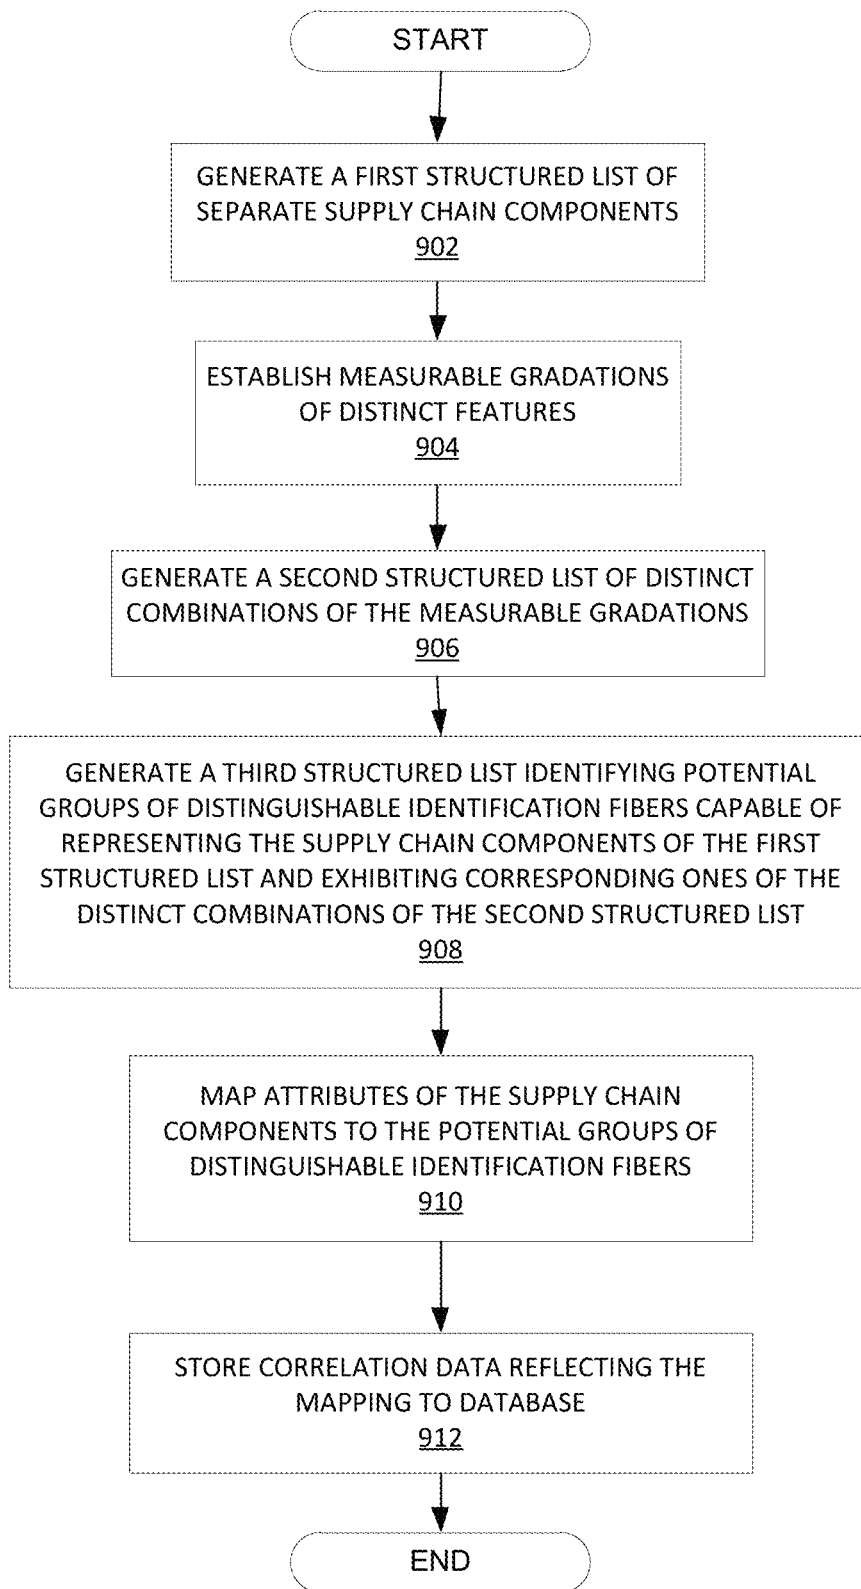 START
GENERATE A FIRST STRUCTURED LIST OF
SEPARATE SUPPLY CHAIN COMPONENTS
902
ESTABLISH MEASURABLE GRADATIONS
OF DISTINCT FEATURES
904
GENERATE A SECOND STRUCTURED LIST OF DISTINCT
COMBINATIONS OF THE MEASURABLE GRADATIONS
906
GENERATE A THIRD STRUCTURED LIST IDENTIFYING POTENTIAL
GROUPS OF DISTINGUISHABLE IDENTIFICATION FIBERS CAPABLE OF
REPRESENTING THE SUPPLY CHAIN COMPONENTS OF THE FIRST
STRUCTURED LIST AND EXHIBITING CORRESPONDING ONES OF THE
DISTINCT COMBINATIONS OF THE SECOND STRUCTURED LIST
908
MAP ATTRIBUTES OF THE SUPPLY CHAIN
COMPONENTS TO THE POTENTIAL GROUPS OF
DISTINGUISHABLE IDENTIFICATION FIBERS
910
STORE CORRELATION DATA REFLECTING THE
MAPPING TO DATABASE
912
END